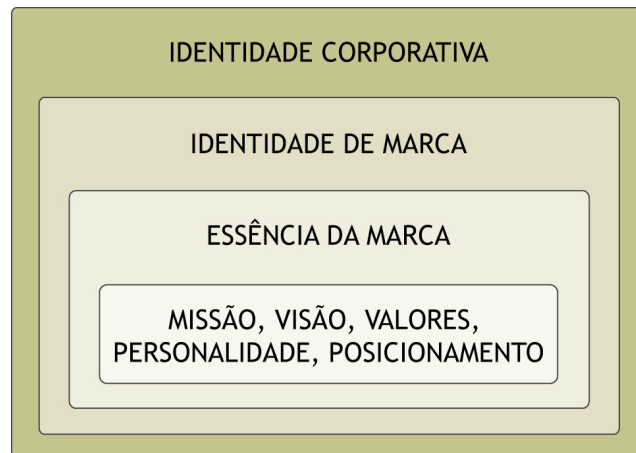 IDENTIDADE CORPORATIVA
IDENTIDADE DE MARCA
ESSÊNCIA DA MARCA
MISSÃO, VISÃO, VALORES,
PERSONALIDADE, POSICIONAMENTO